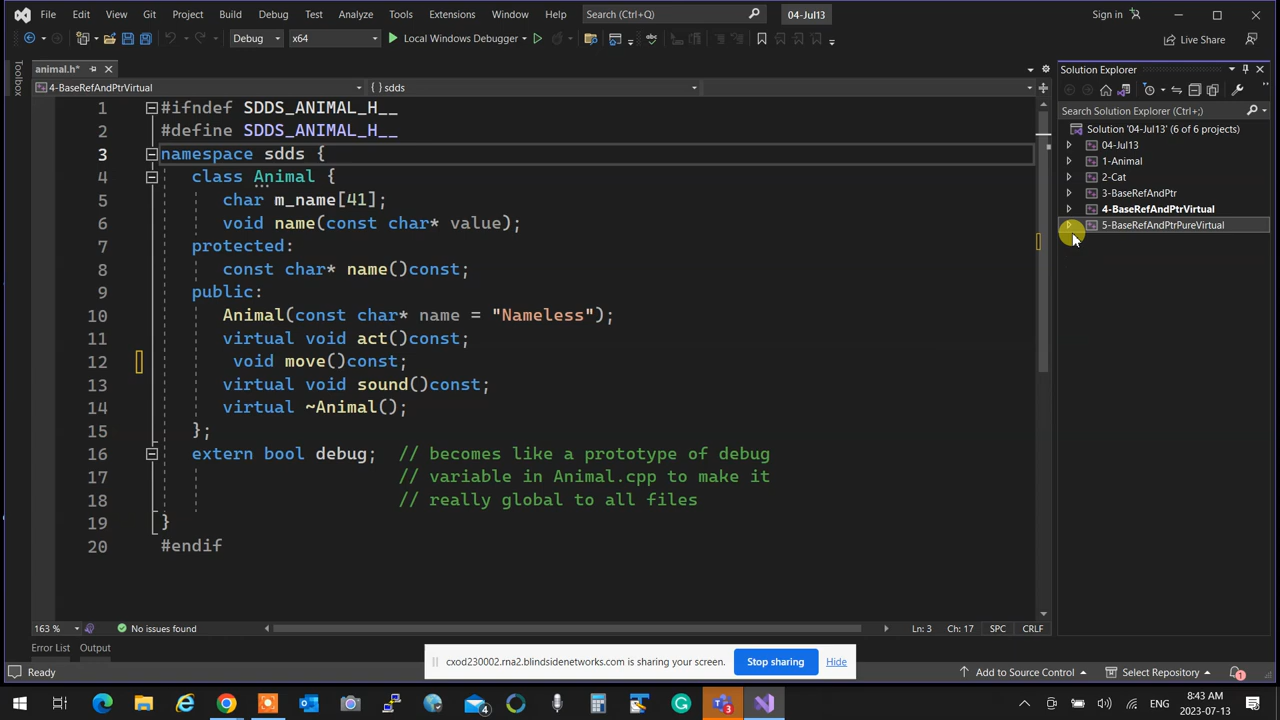 File Edit View Git Project Build Debug Test Analyze Tools Extensions Window Help Search (Ctrl+Q) 04-Jul13 Sign in
Debug x64 Local Windows Debugger Live Share
Toolbox
animal.h*
4-BaseRefAndPtrVirtual {} sdds
1 #ifndef SDDS_ANIMAL_H__
2 #define SDDS_ANIMAL_H__
3 namespace sdds {
4 class Animal {
5 char m_name[41];
6 void name(const char* value);
7 protected:
8 const char* name()const;
9 public:
10 Animal(const char* name = "Nameless");
11 virtual void act()const;
12 void move()const;
13 virtual void sound()const;
14 virtual ~Animal();
15 };
16 extern bool debug; // becomes like a prototype of debug
17 // variable in Animal.cpp to make it
18 // really global to all files
19 }
20 #endif
163 % No issues found Ln: 3 Ch: 17 SPC CRLF
Solution Explorer
Search Solution Explorer (Ctrl+;)
Solution '04-Jul13' (6 of 6 projects)
04-Jul13
1-Animal
2-Cat
3-BaseRefAndPtr
4-BaseRefAndPtrVirtual
5-BaseRefAndPtrPureVirtual
Error List Output
cxod230002.rna2.blindsidenetworks.com is sharing your screen. Stop sharing Hide
Ready Add to Source Control Select Repository 1
4 3 ENG 8:43 AM
2023-07-13 3